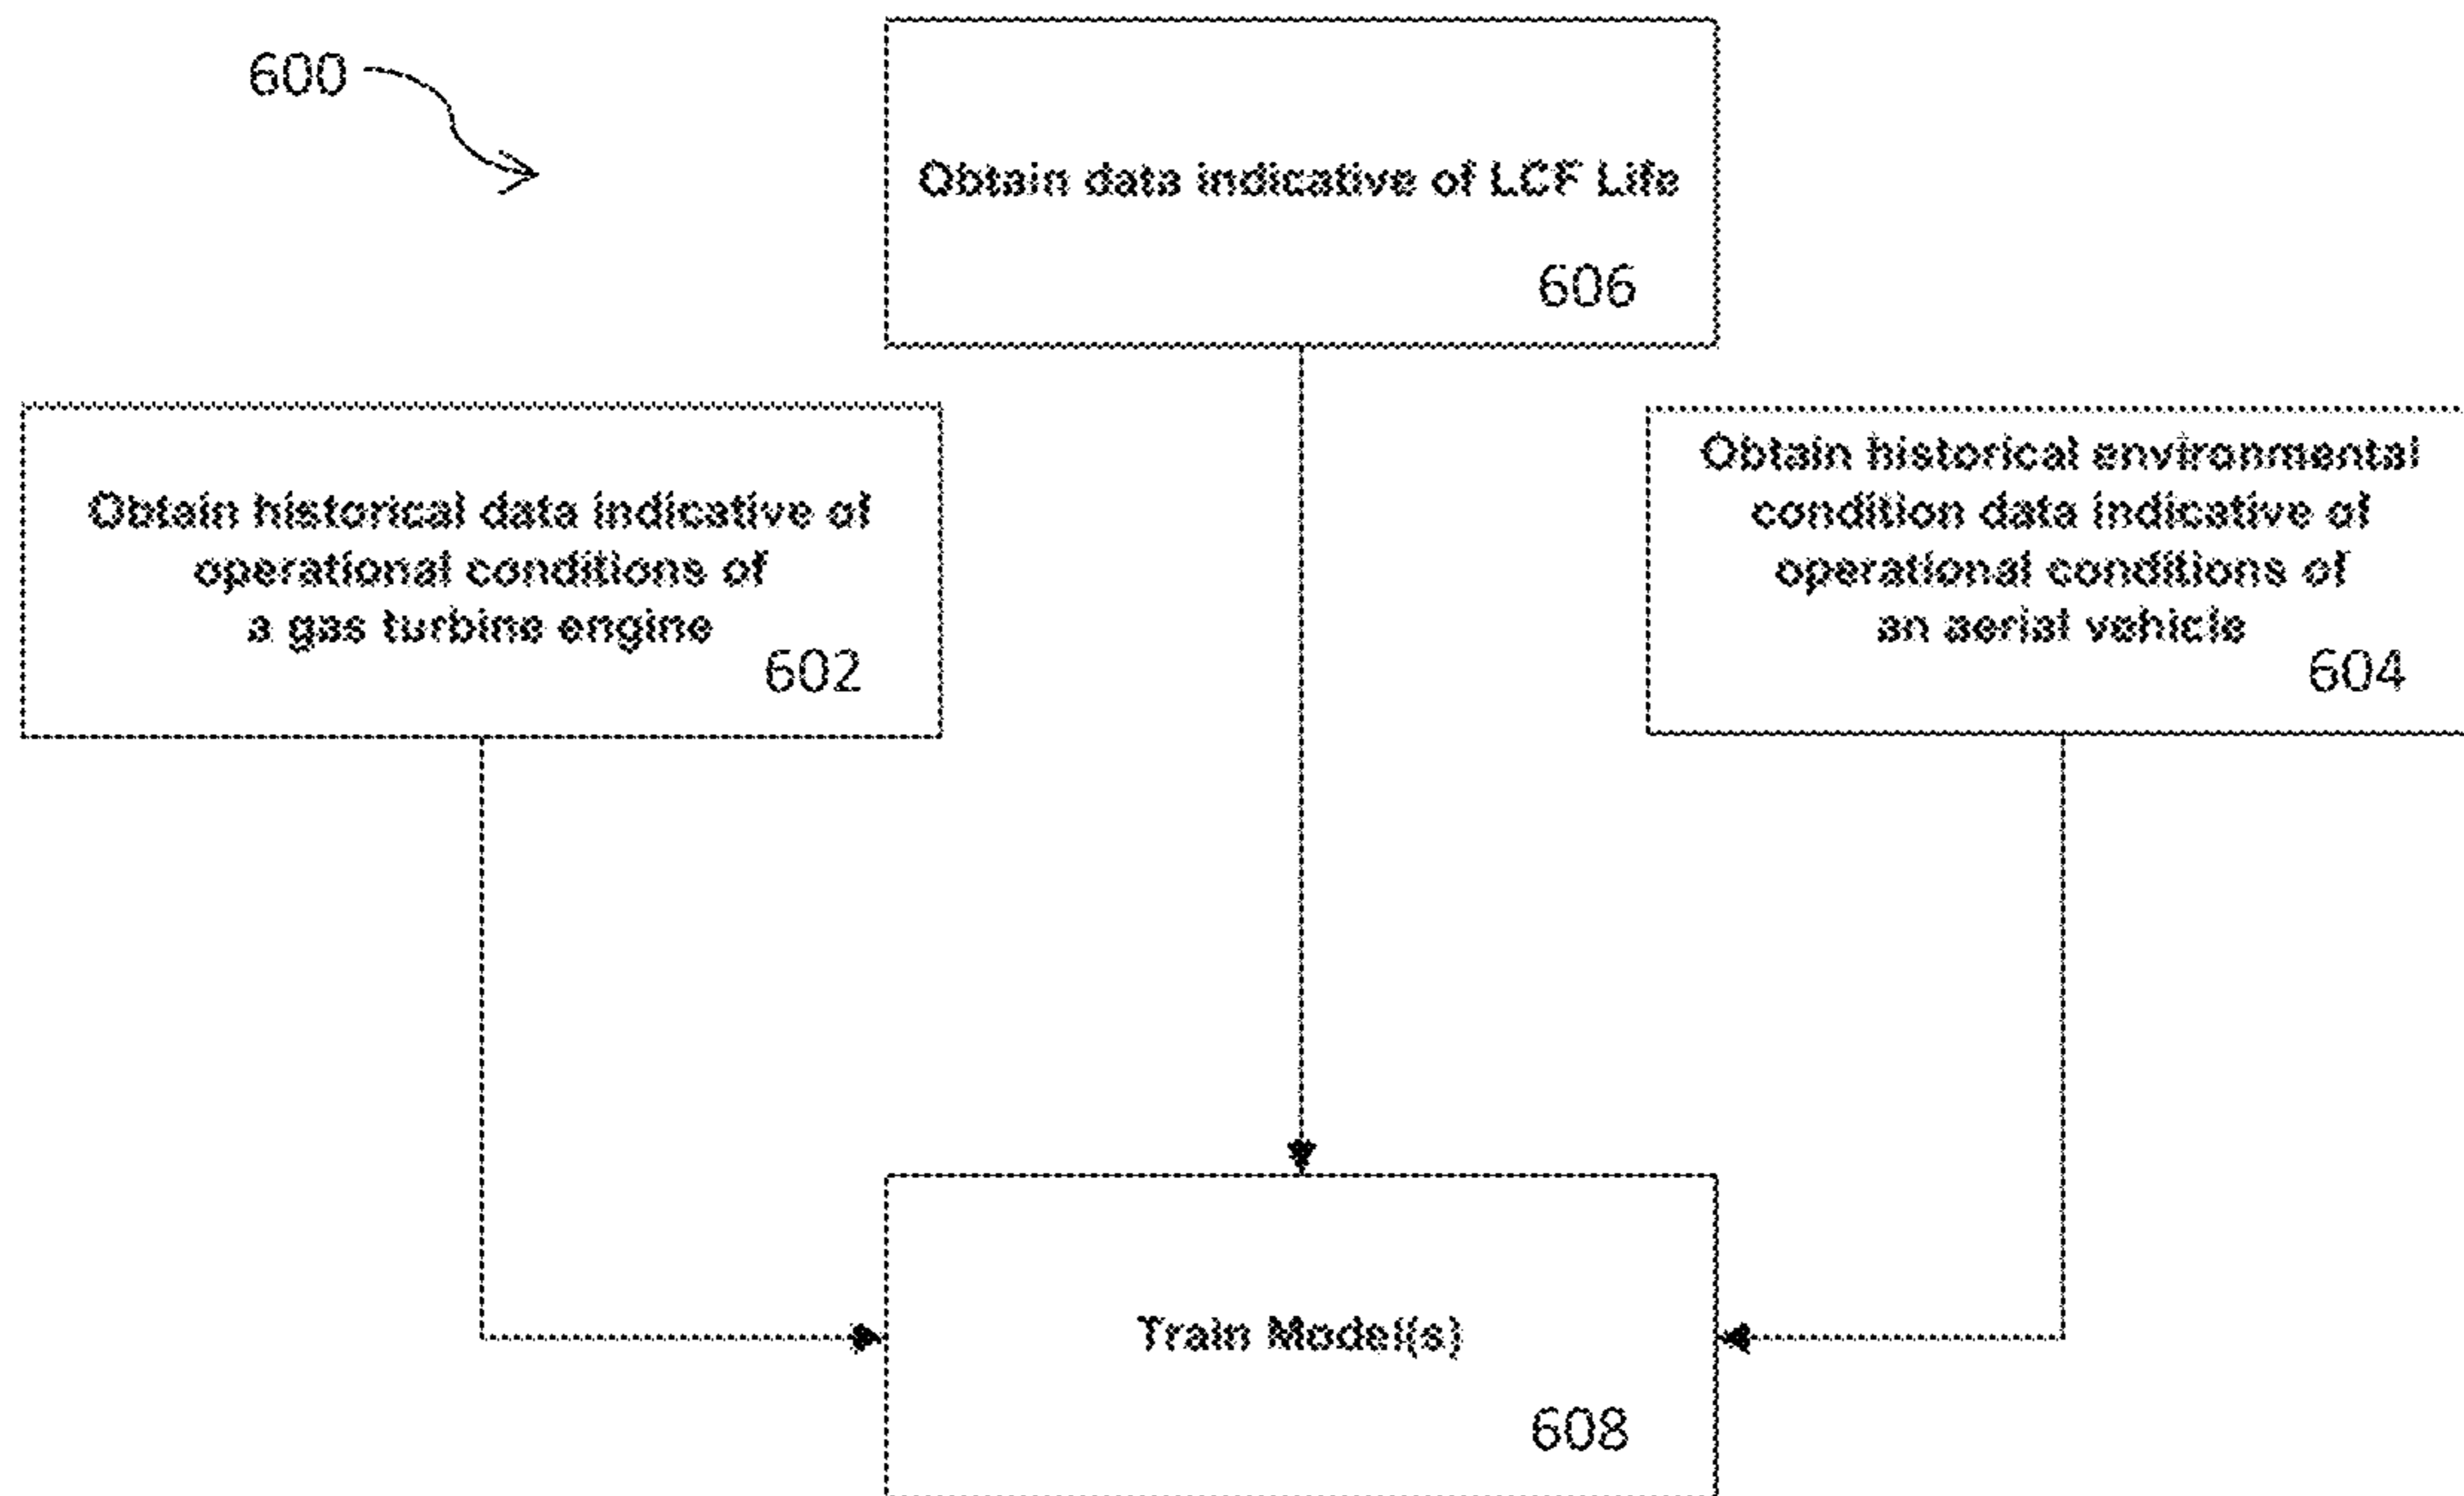 600
Obtain data indicative of LCF Life
606
Obtain historical data indicative of
operational conditions of
a gas turbine engine
602
Obtain historical environmental
condition data indicative of
operational conditions of
an aerial vehicle
604
Train Model(s)
608